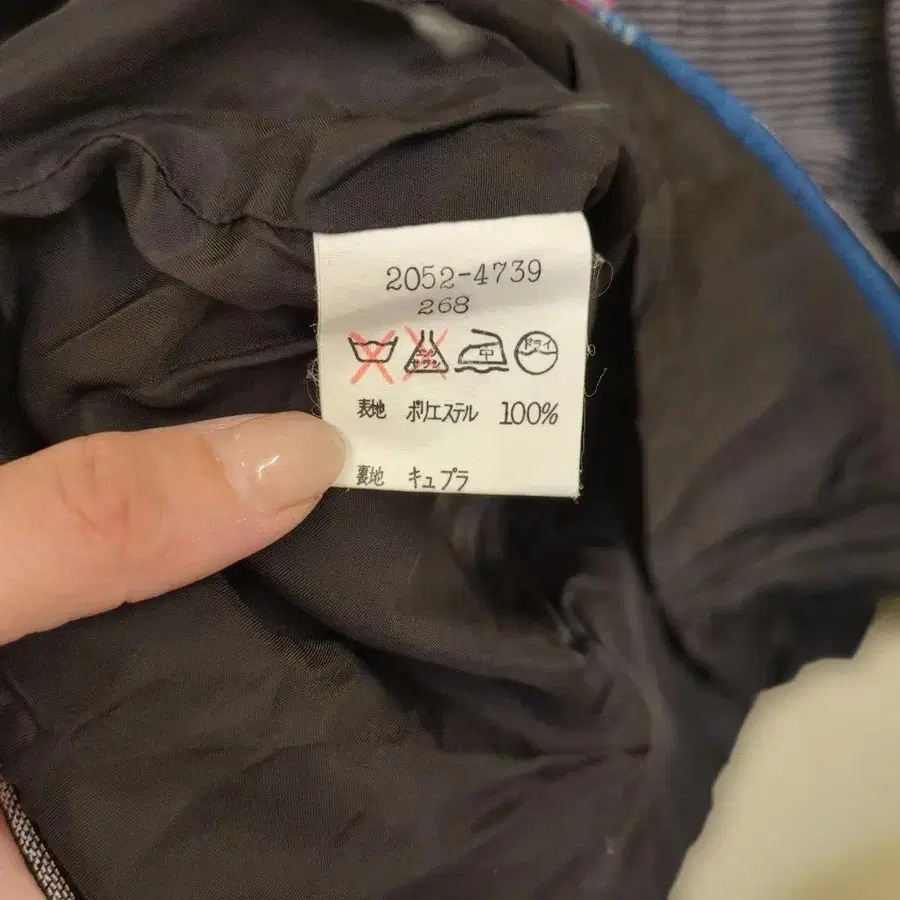 2052-4739
268
エンソ サラシ 中 ドライ
表地 ポリエステル 100%
裏地 キュプラ